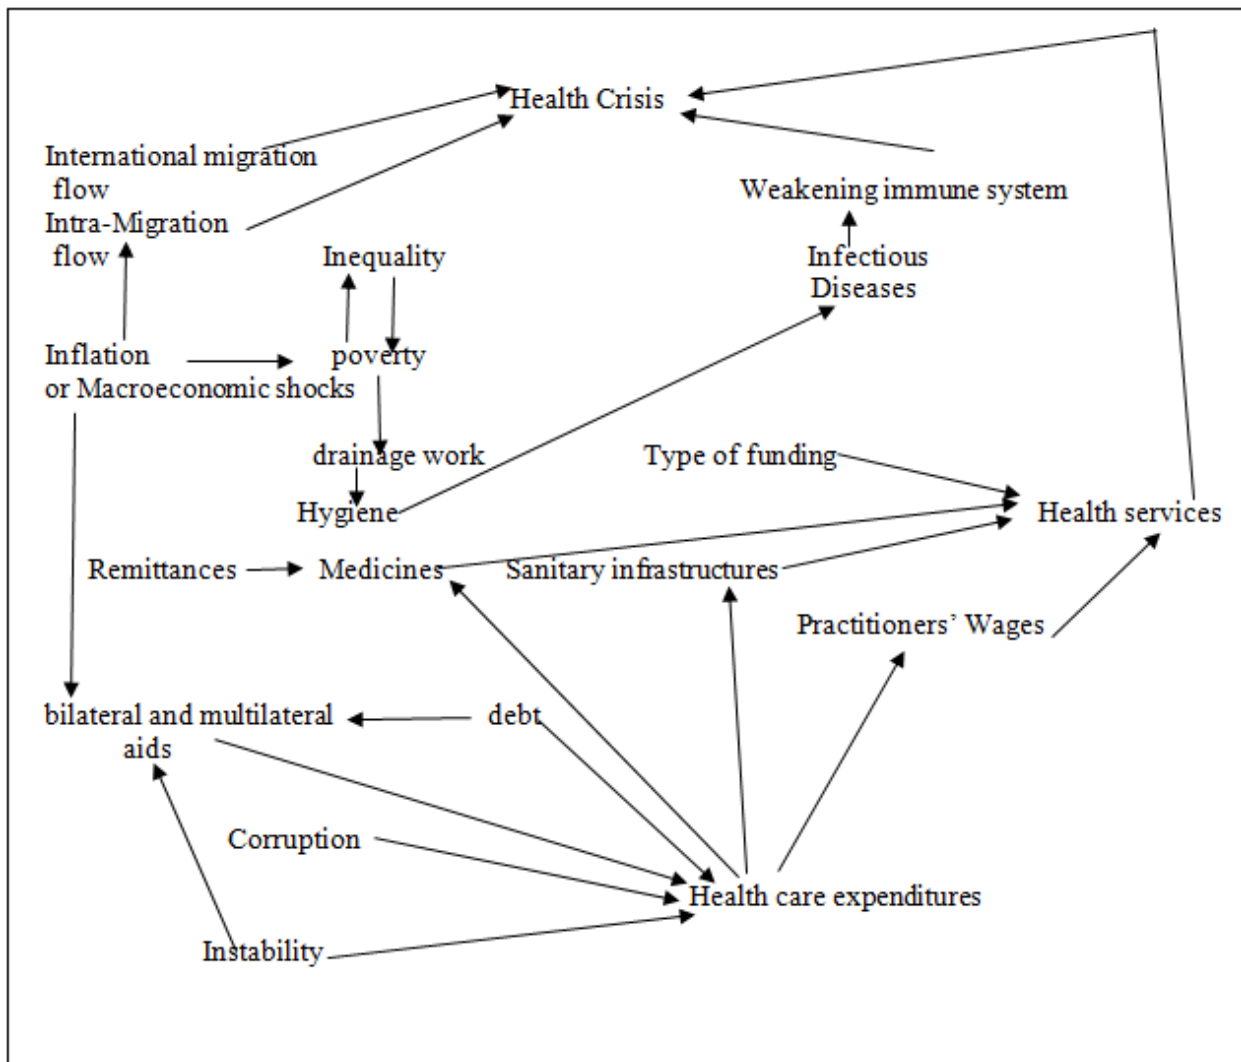 Health Crisis
International migration
flow
Weakening immune system
Intra-Migration
flow
Inequality
Infectious
Diseases
Inflation
or Macroeconomic shocks
poverty
drainage work
Type of funding
Hygiene
Health services
Remittances
Medicines
Sanitary infrastructures
Practitioners’ Wages
bilateral and multilateral
aids
debt
Corruption
Health care expenditures
Instability